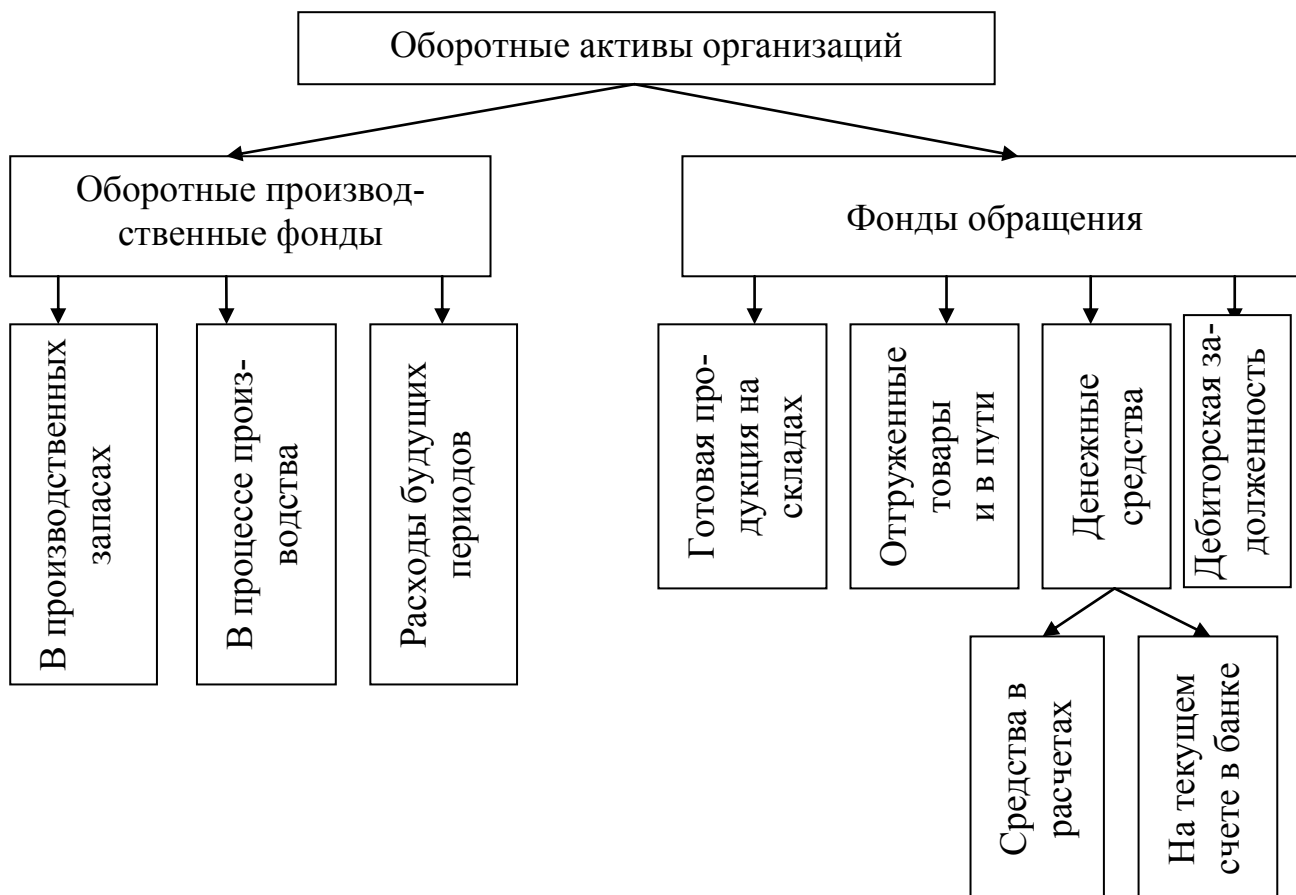 Оборотные активы организаций
Оборотные производ-
ственные фонды
Фонды обращения
В производственных
запасах
В процессе произ-
водства
Расходы будущих
периодов
Готовая про-
дукция на
складах
Отгруженные
товары
и в пути
Денежные
средства
Дебиторская за-
долженность
Средства в
расчетах
На текущем
счете в банке